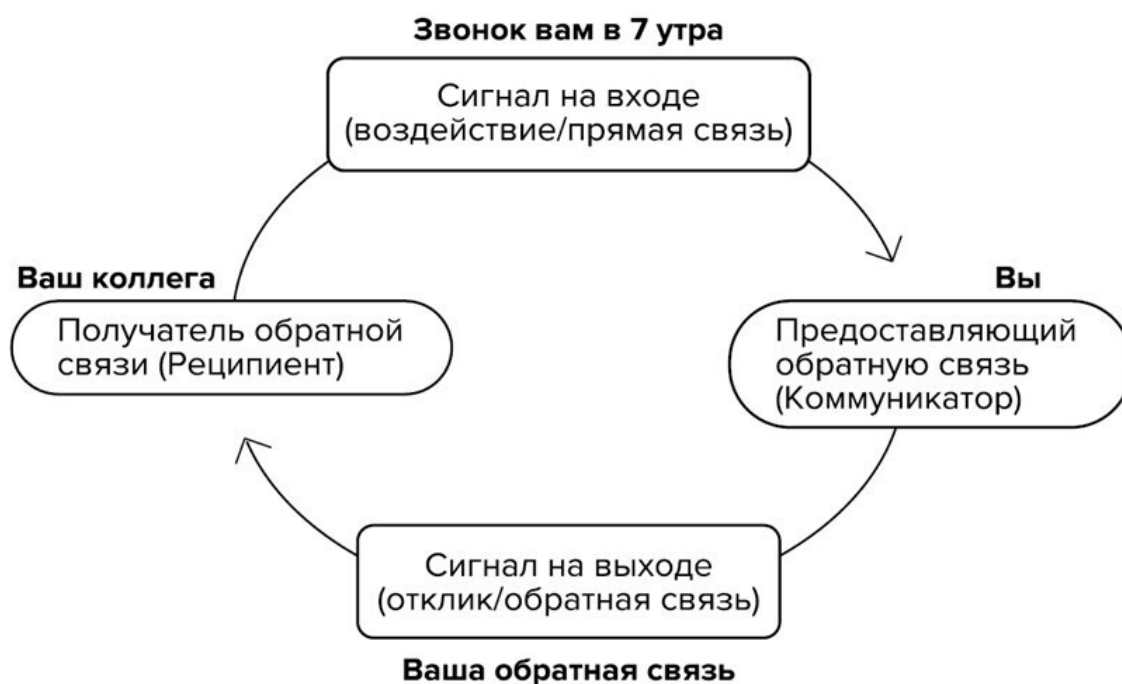 Звонок вам в 7 утра
Сигнал на входе
(воздействие/прямая связь)
Ваш коллега
Получатель обратной
связи (Реципиент)
Вы
Предоставляющий
обратную связь
(Коммуникатор)
Сигнал на выходе
(отклик/обратная связь)
Ваша обратная связь